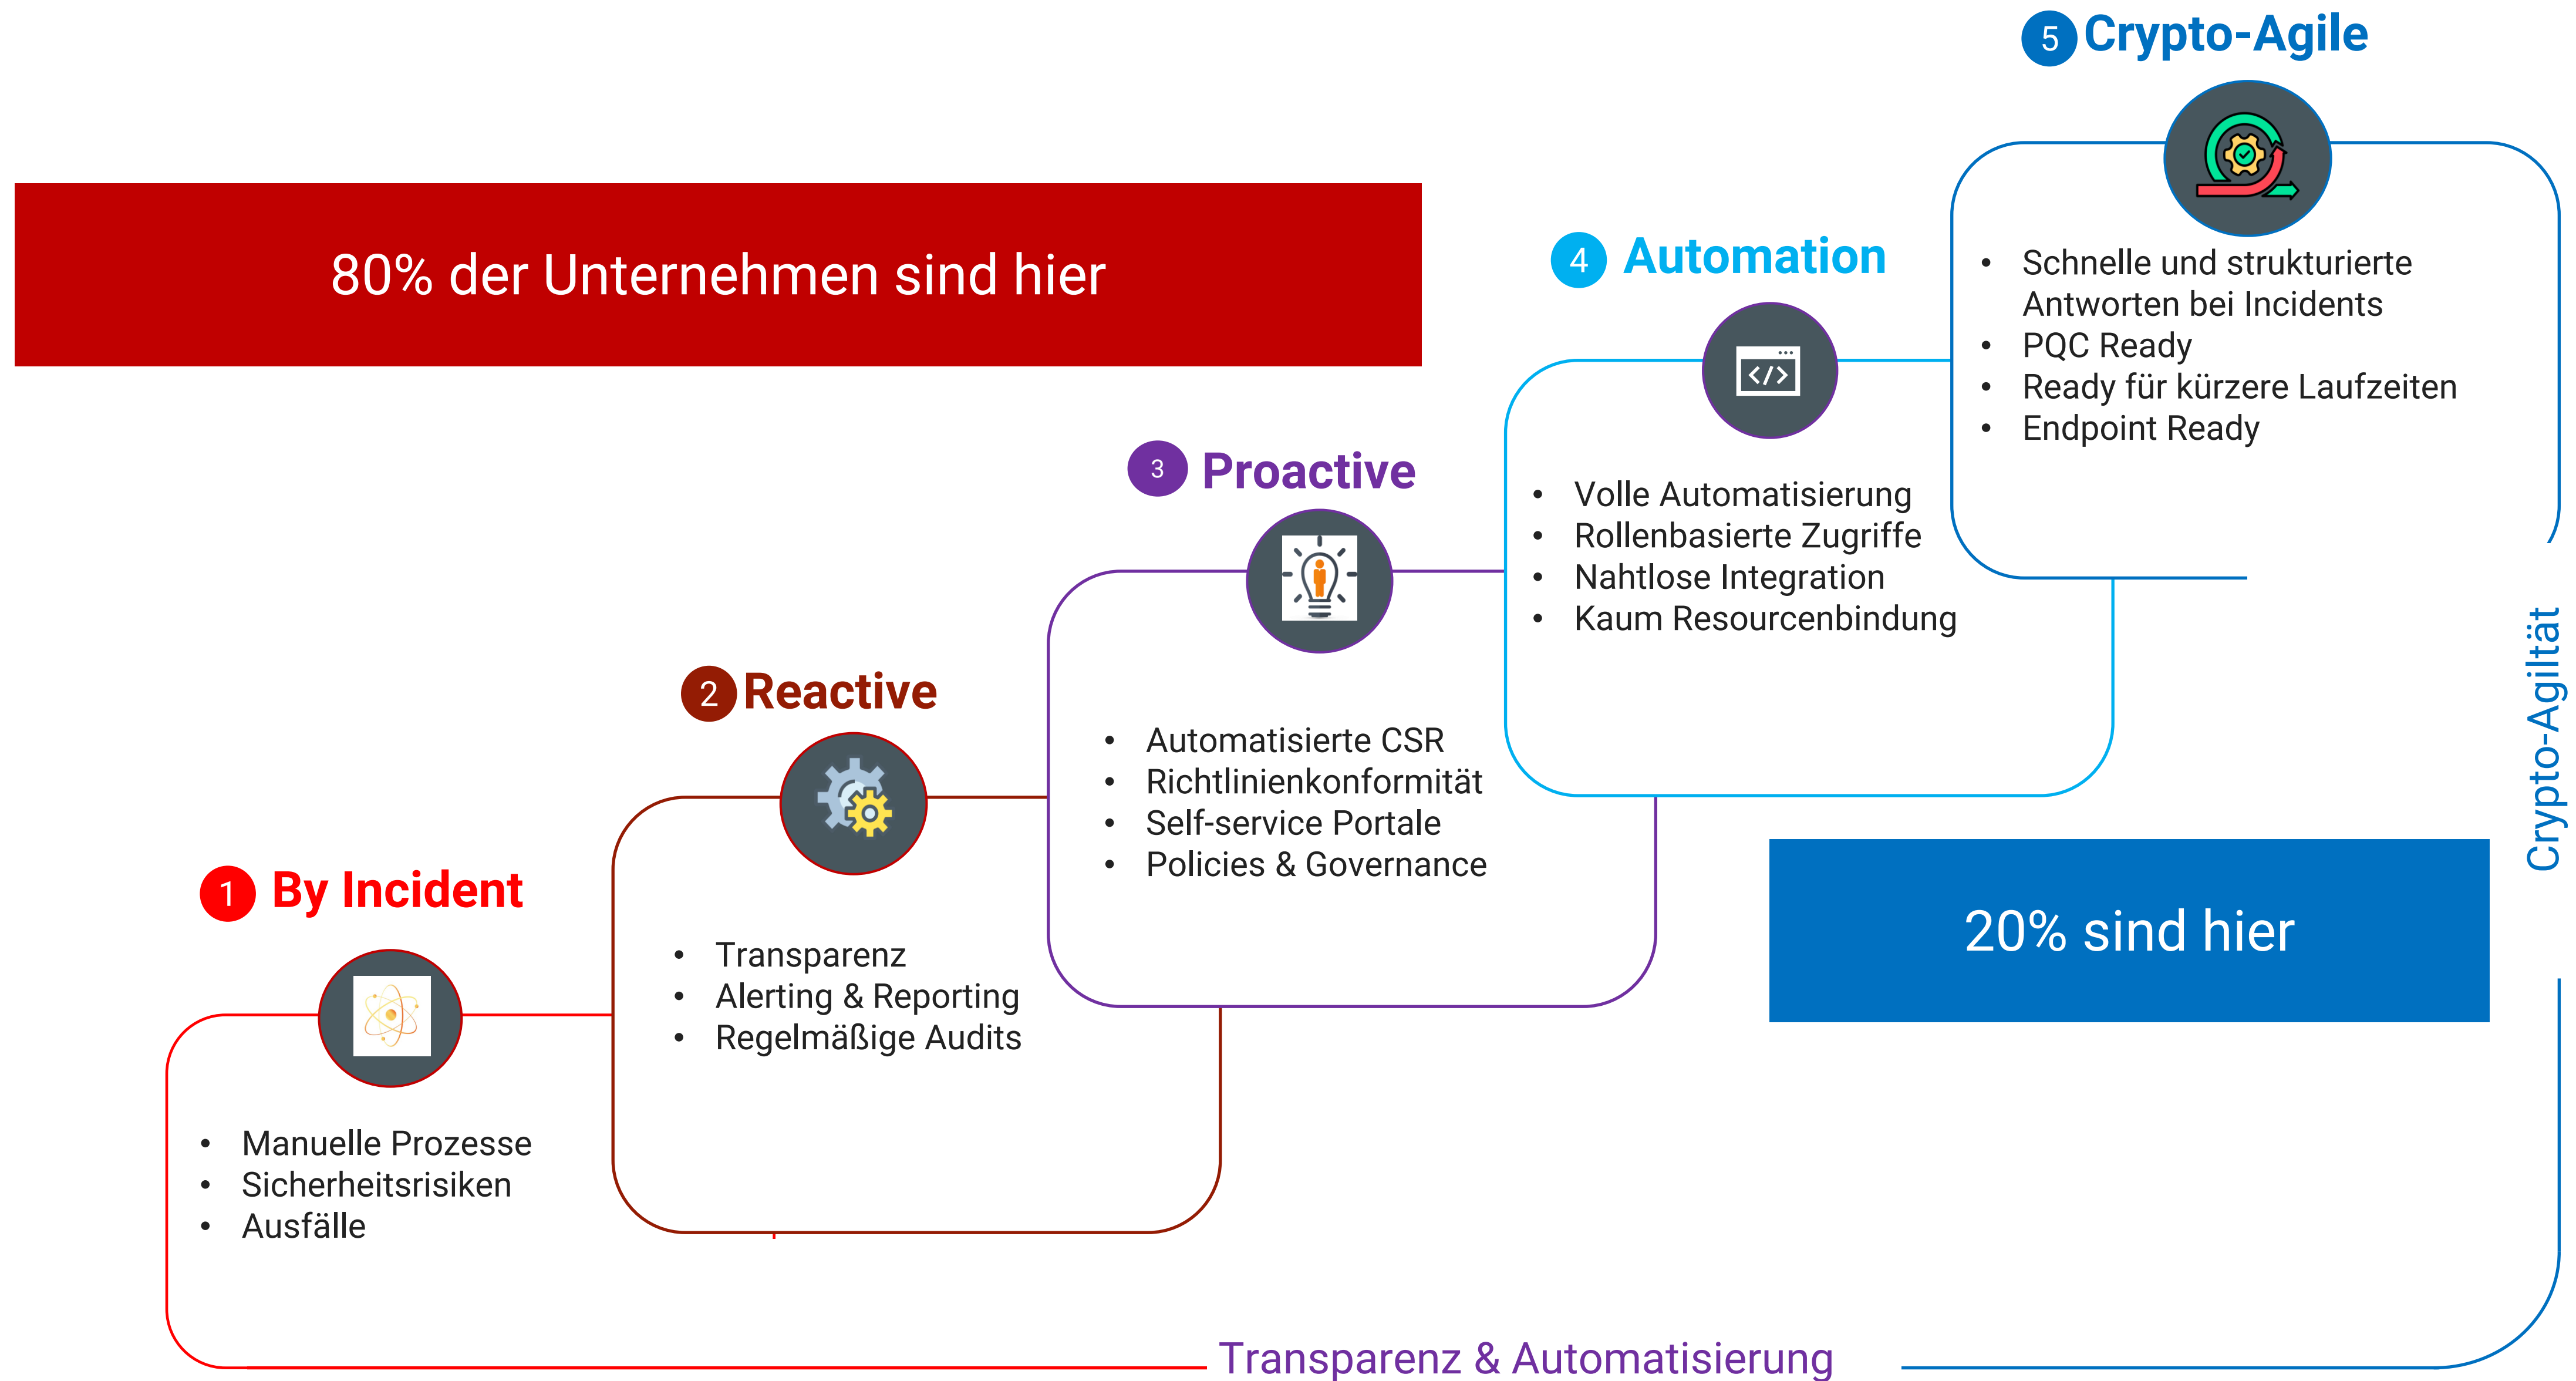 5 Crypto-Agile
Schnelle und strukturierte
Antworten bei Incidents
PQC Ready
Ready für kürzere Laufzeiten
Endpoint Ready
80% der Unternehmen sind hier
4 Automation
Volle Automatisierung
Rollenbasierte Zugriffe
Nahtlose Integration
Kaum Resourcenbindung
3 Proactive
Automatisierte CSR
Richtlinienkonformität
Self-service Portale
Policies & Governance
2 Reactive
Transparenz
Alerting & Reporting
Regelmäßige Audits
1 By Incident
Manuelle Prozesse
Sicherheitsrisiken
Ausfälle
20% sind hier
Crypto-Agiltät
Transparenz & Automatisierung